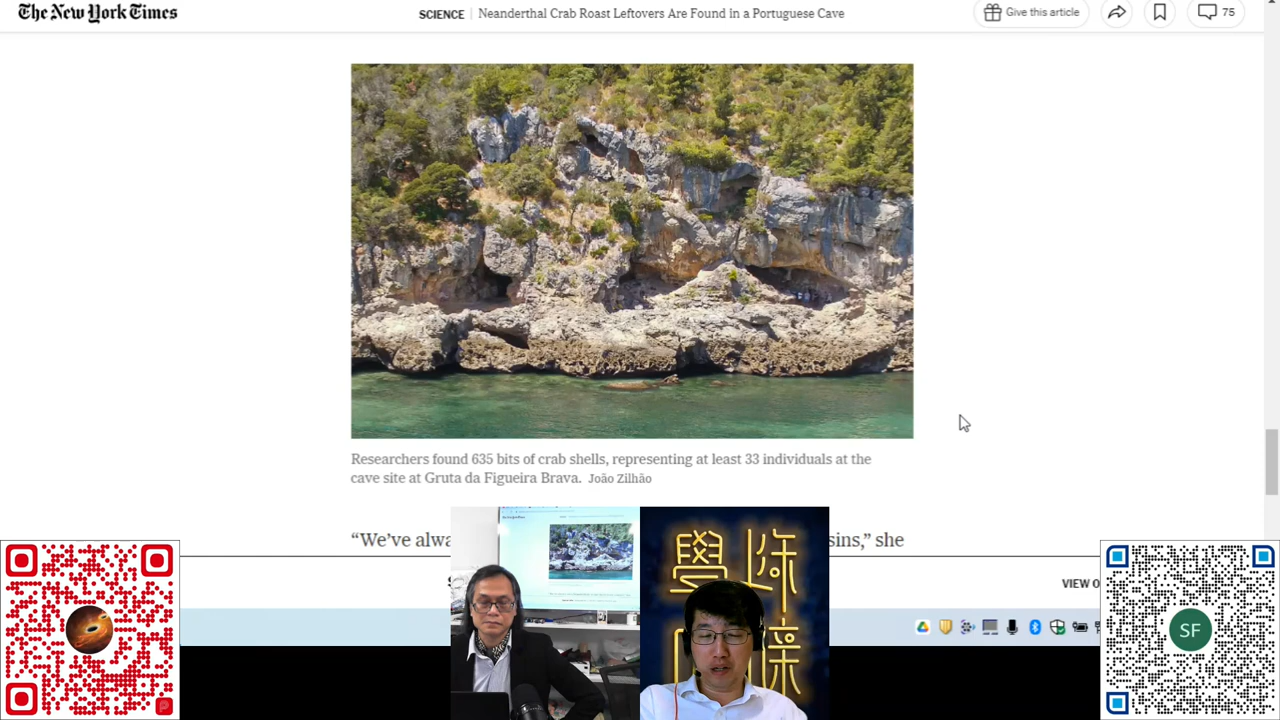 The New York Times
SCIENCE | Neanderthal Crab Roast Leftovers Are Found in a Portuguese Cave
Give this article
75
Researchers found 635 bits of crab shells, representing at least 33 individuals at the
cave site at Gruta da Figueira Brava. João Zilhão
“We’ve
sins,” she
VIEW
SF
學